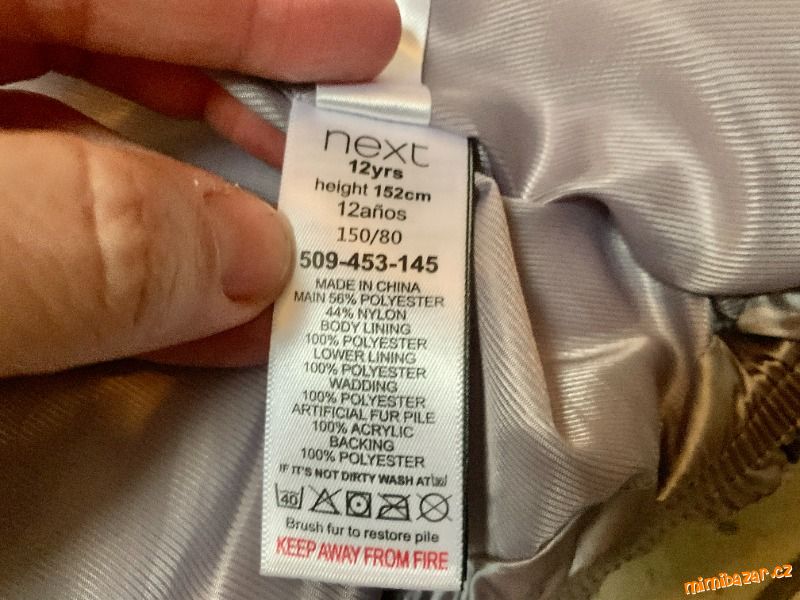 next
12yrs
height 152cm
12años
150/80
509-453-145
MADE IN CHINA
MAIN 56% POLYESTER
44% NYLON
BODY LINING
100% POLYESTER
LOWER LINING
100% POLYESTER
WADDING
100% POLYESTER
ARTIFICIAL FUR PILE
100% ACRYLIC
BACKING
100% POLYESTER
IF IT'S NOT DIRTY WASH AT
40
Brush fur to restore pile
KEEP AWAY FROM FIRE
mimibazar.cz